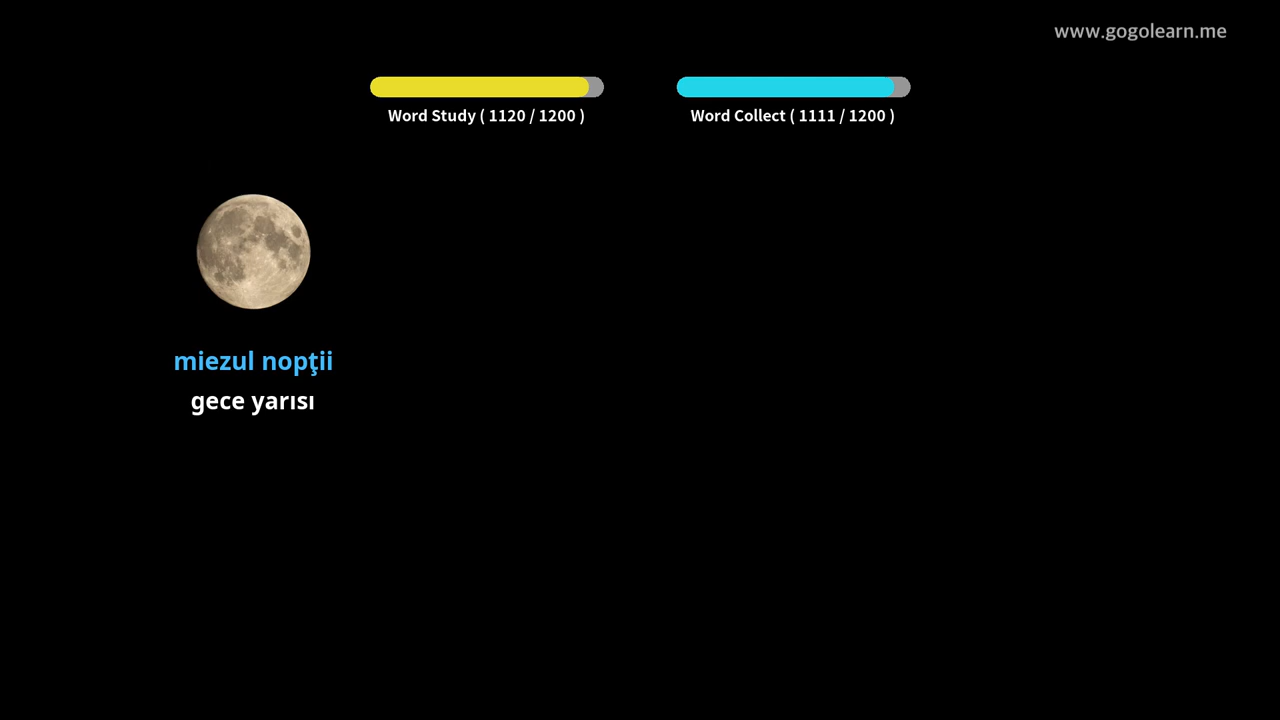 www.gogolearn.me
Word Study ( 1120 / 1200 )
Word Collect ( 1111 / 1200 )
miezul nopţii
gece yarısı